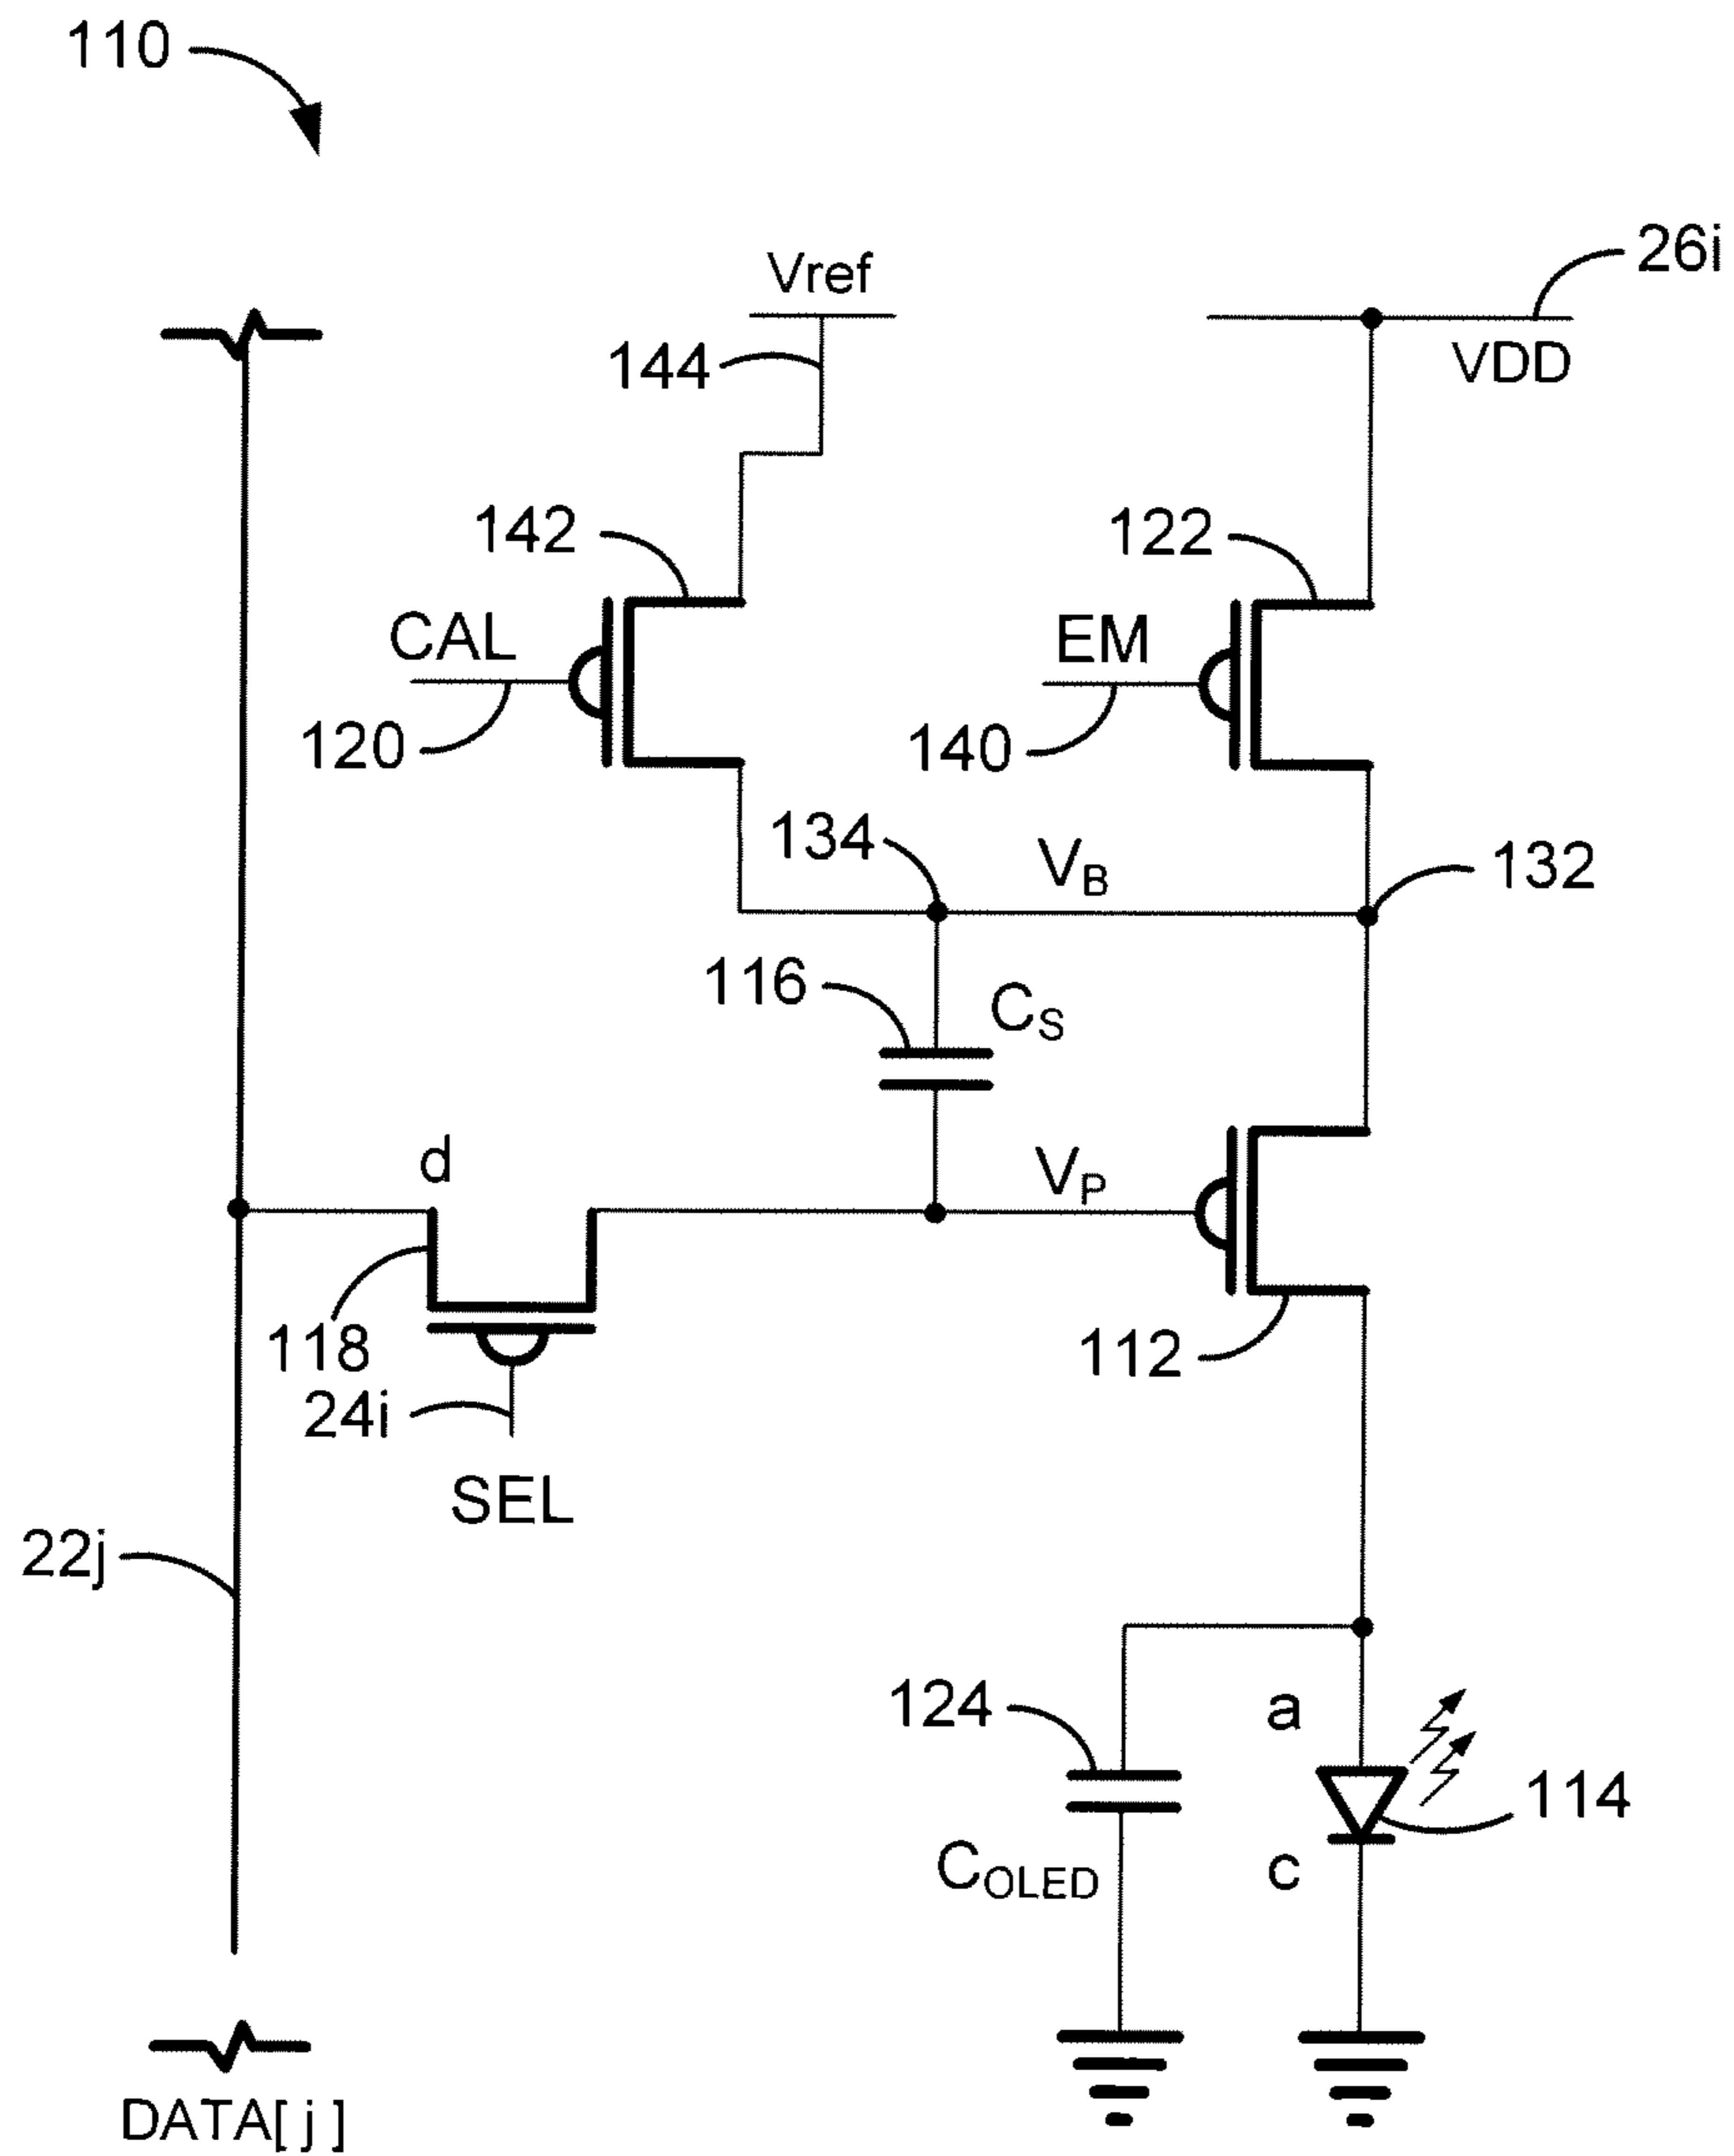 110
26i
Vref
144
VDD
142
122
CAL
EM
120
140
134
V_B
132
116
C_S
d
V_P
118
112
24i
SEL
22j
124
a
114
C_OLED
c
DATA[ j ]